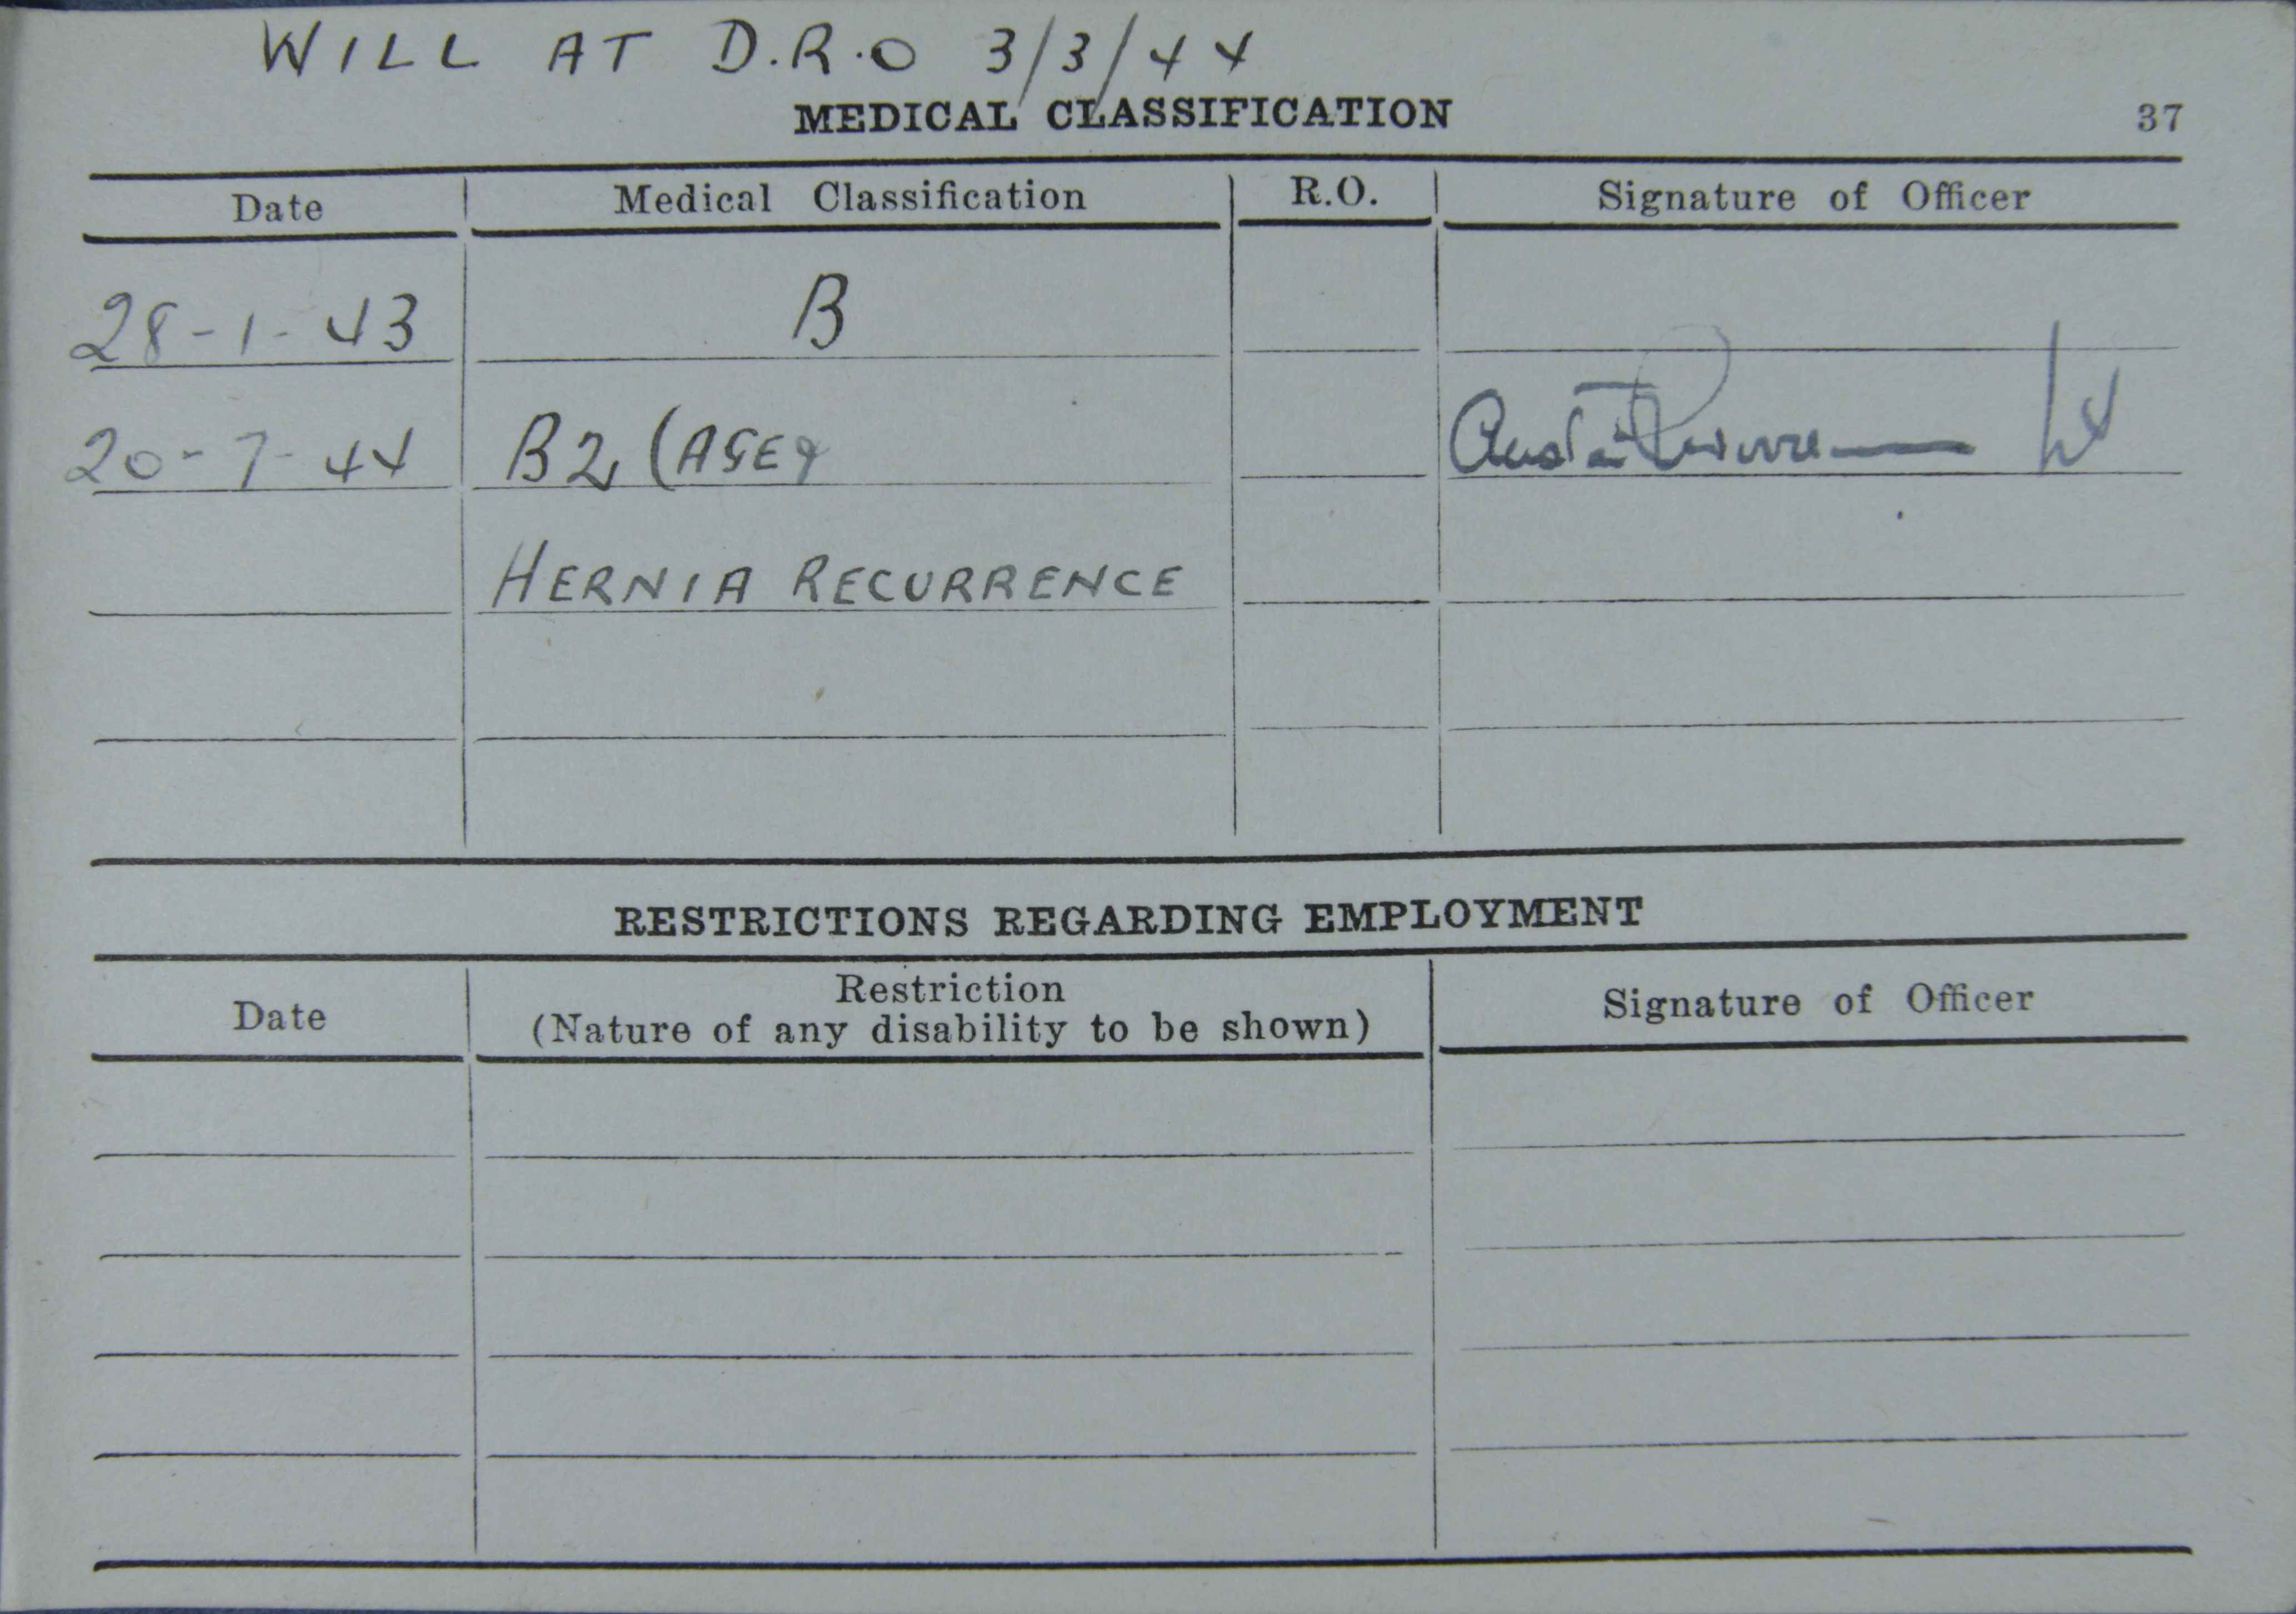 WILL AT D.R.O 3/3/44
MEDICAL CLASSIFICATION 37
Date Medical Classification R.O. Signature of Officer
28-1-43 B
20-7-44 B2 (AGE &
HERNIA RECURRENCE
RESTRICTIONS REGARDING EMPLOYMENT
Date Restriction Signature of Officer
(Nature of any disability to be shown)